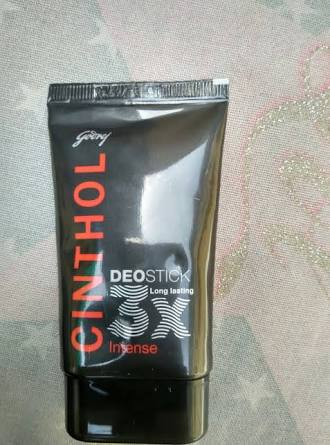 Godrej
CINTHOL
DEOSTICK
3x
Long lasting
Intense